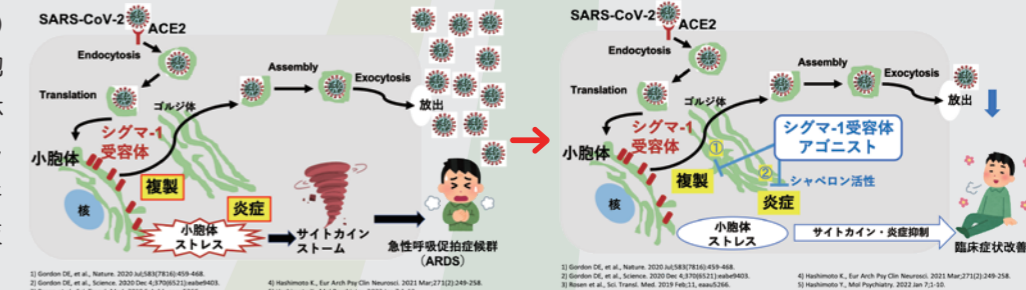 SARS-CoV-2
ACE2
Endocytosis
Translation
ゴルジ体
Assembly
Exocytosis
放出
シグマ-1
受容体
小胞体
核
複製
炎症
小胞体
ストレス
サイトカイン
ストーム
急性呼吸促拍症候群
(ARDS)
1) Gordon DE, et al., Nature. 2020 Jul;583(7816):459-468.
2) Gordon DE, et al., Science. 2020 Dec 4;370(6521):eabe9403.
4) Hashimoto K., Eur Arch Psy Clin Neurosci. 2021 Mar;271(2):249-258.
SARS-CoV-2
ACE2
Endocytosis
Translation
ゴルジ体
Assembly
Exocytosis
放出
シグマ-1
受容体
シグマ-1受容体
アゴニスト
①
②
シャペロン活性
小胞体
核
複製
炎症
小胞体
ストレス
サイトカイン・炎症抑制
臨床症状改善
1) Gordon DE, et al., Nature. 2020 Jul;583(7816):459-468.
2) Gordon DE, et al., Science. 2020 Dec 4;370(6521):eabe9403.
3) Rosen et al., Sci. Transl. Med. 2019 Feb;11, eaau5266.
4) Hashimoto K., Eur Arch Psy Clin Neurosci. 2021 Mar;271(2):249-258.
5) Hashimoto Y., Mol Psychiatry. 2022 Jan 7;1-10.